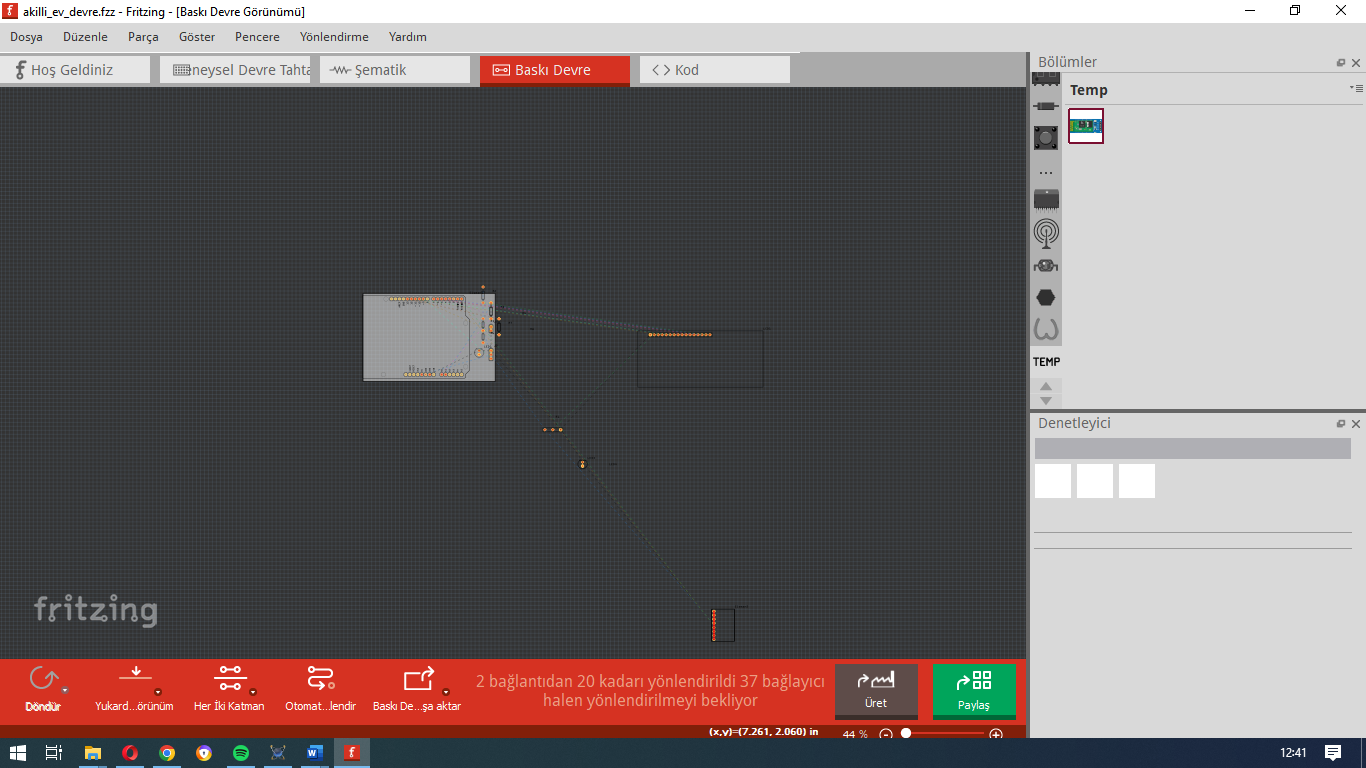 akilli_ev_devre.fzz - Fritzing - [Baskı Devre Görünümü]
Dosya Düzenle Parça Göster Pencere Yönlendirme Yardım
Hoş Geldiniz
eneysel Devre Tahta
Şematik
Baskı Devre
Kod
Bölümler
Temp
TEMP
Denetleyici
fritzing
Döndür
Yukard...örünüm
Her İki Katman
Otomat...lendir
Baskı De...şa aktar
2 bağlantıdan 20 kadarı yönlendirildi 37 bağlayıcı
halen yönlendirilmeyi bekliyor
Üret
Paylaş
(x,y)=(7.261, 2.060) in
44 %
12:41